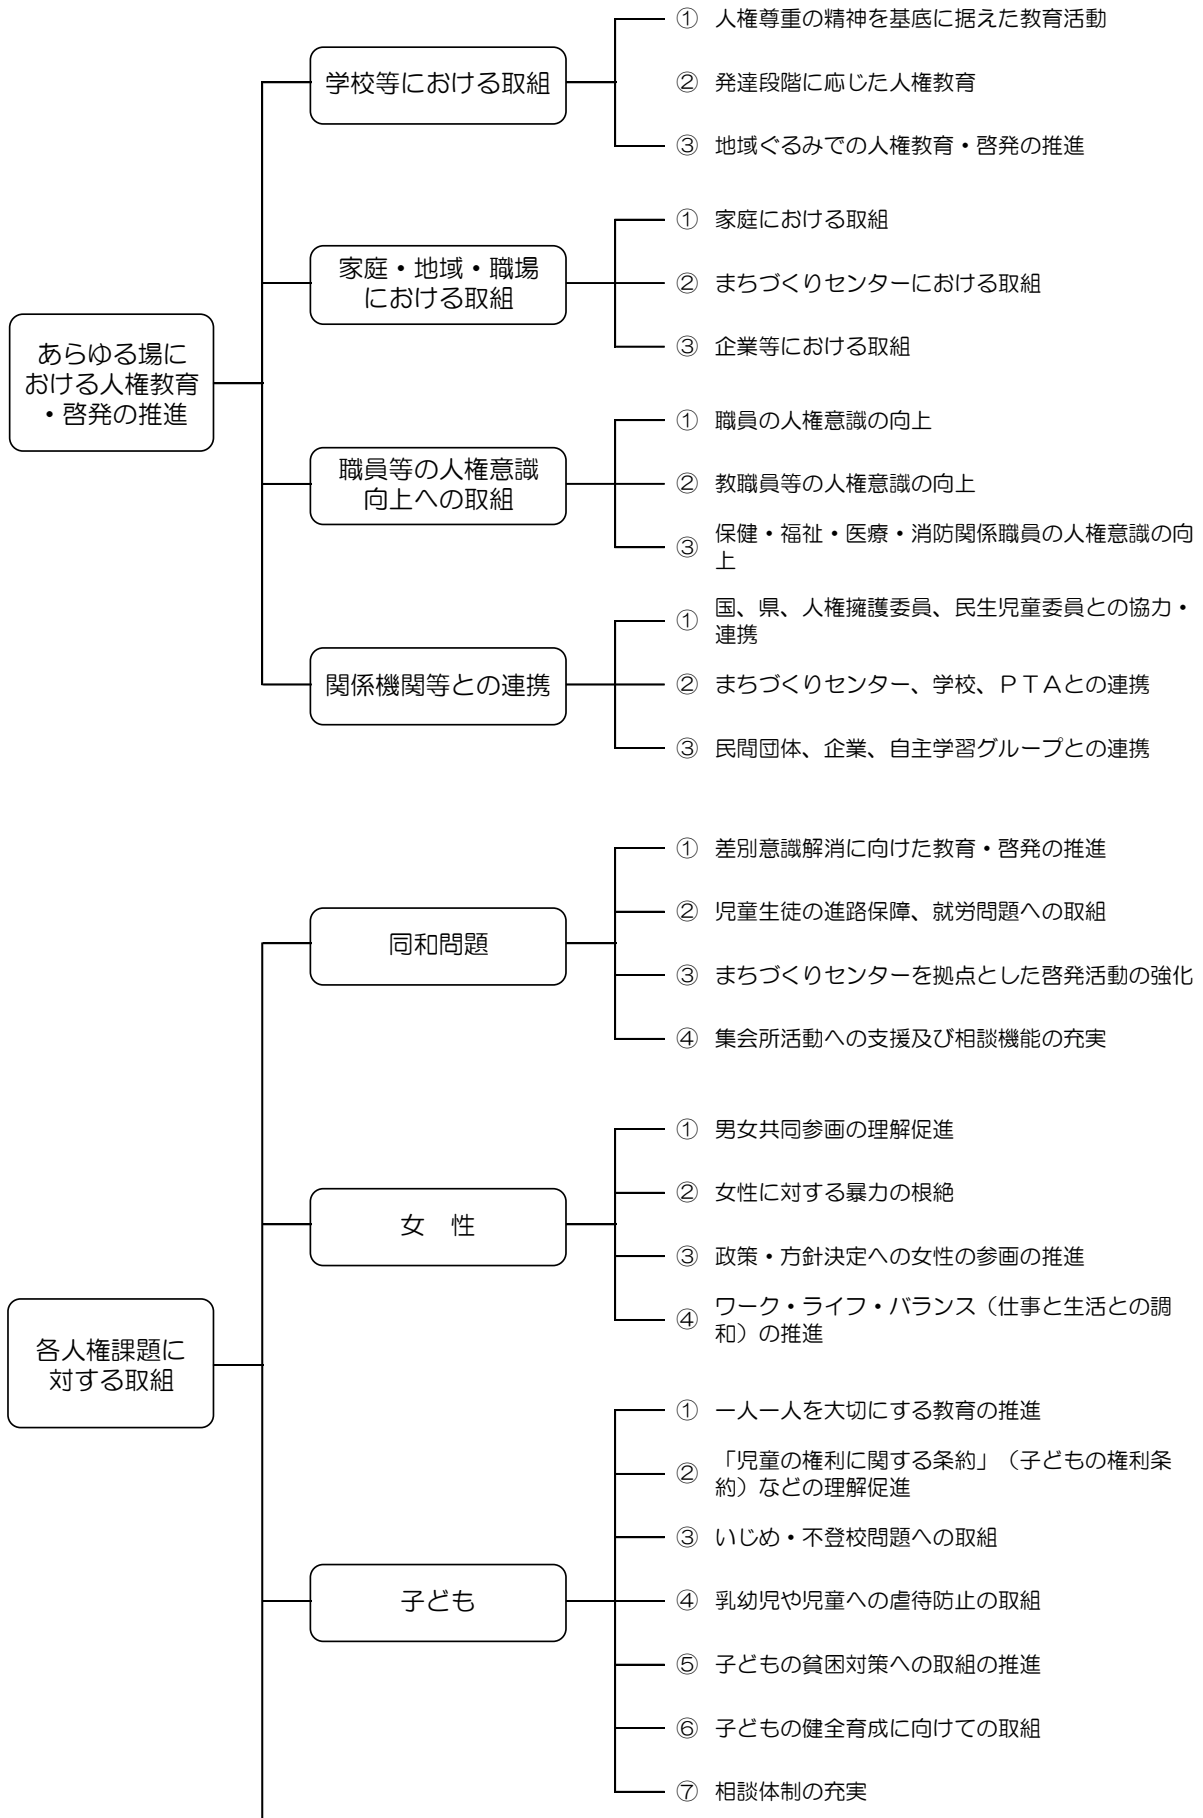 あらゆる場に
おける人権教育
・啓発の推進
学校等における取組
① 人権尊重の精神を基底に据えた教育活動
② 発達段階に応じた人権教育
③ 地域ぐるみでの人権教育・啓発の推進
家庭・地域・職場
における取組
① 家庭における取組
② まちづくりセンターにおける取組
③ 企業等における取組
職員等の人権意識
向上への取組
① 職員の人権意識の向上
② 教職員等の人権意識の向上
③ 保健・福祉・医療・消防関係職員の人権意識の向
上
関係機関等との連携
① 国、県、人権擁護委員、民生児童委員との協力・
連携
② まちづくりセンター、学校、ＰＴＡとの連携
③ 民間団体、企業、自主学習グループとの連携
各人権課題に
対する取組
同和問題
① 差別意識解消に向けた教育・啓発の推進
② 児童生徒の進路保障、就労問題への取組
③ まちづくりセンターを拠点とした啓発活動の強化
④ 集会所活動への支援及び相談機能の充実
女　性
① 男女共同参画の理解促進
② 女性に対する暴力の根絶
③ 政策・方針決定への女性の参画の推進
④ ワーク・ライフ・バランス（仕事と生活との調
和）の推進
子ども
① 一人一人を大切にする教育の推進
② 「児童の権利に関する条約」（子どもの権利条
約）などの理解促進
③ いじめ・不登校問題への取組
④ 乳幼児や児童への虐待防止の取組
⑤ 子どもの貧困対策への取組の推進
⑥ 子どもの健全育成に向けての取組
⑦ 相談体制の充実